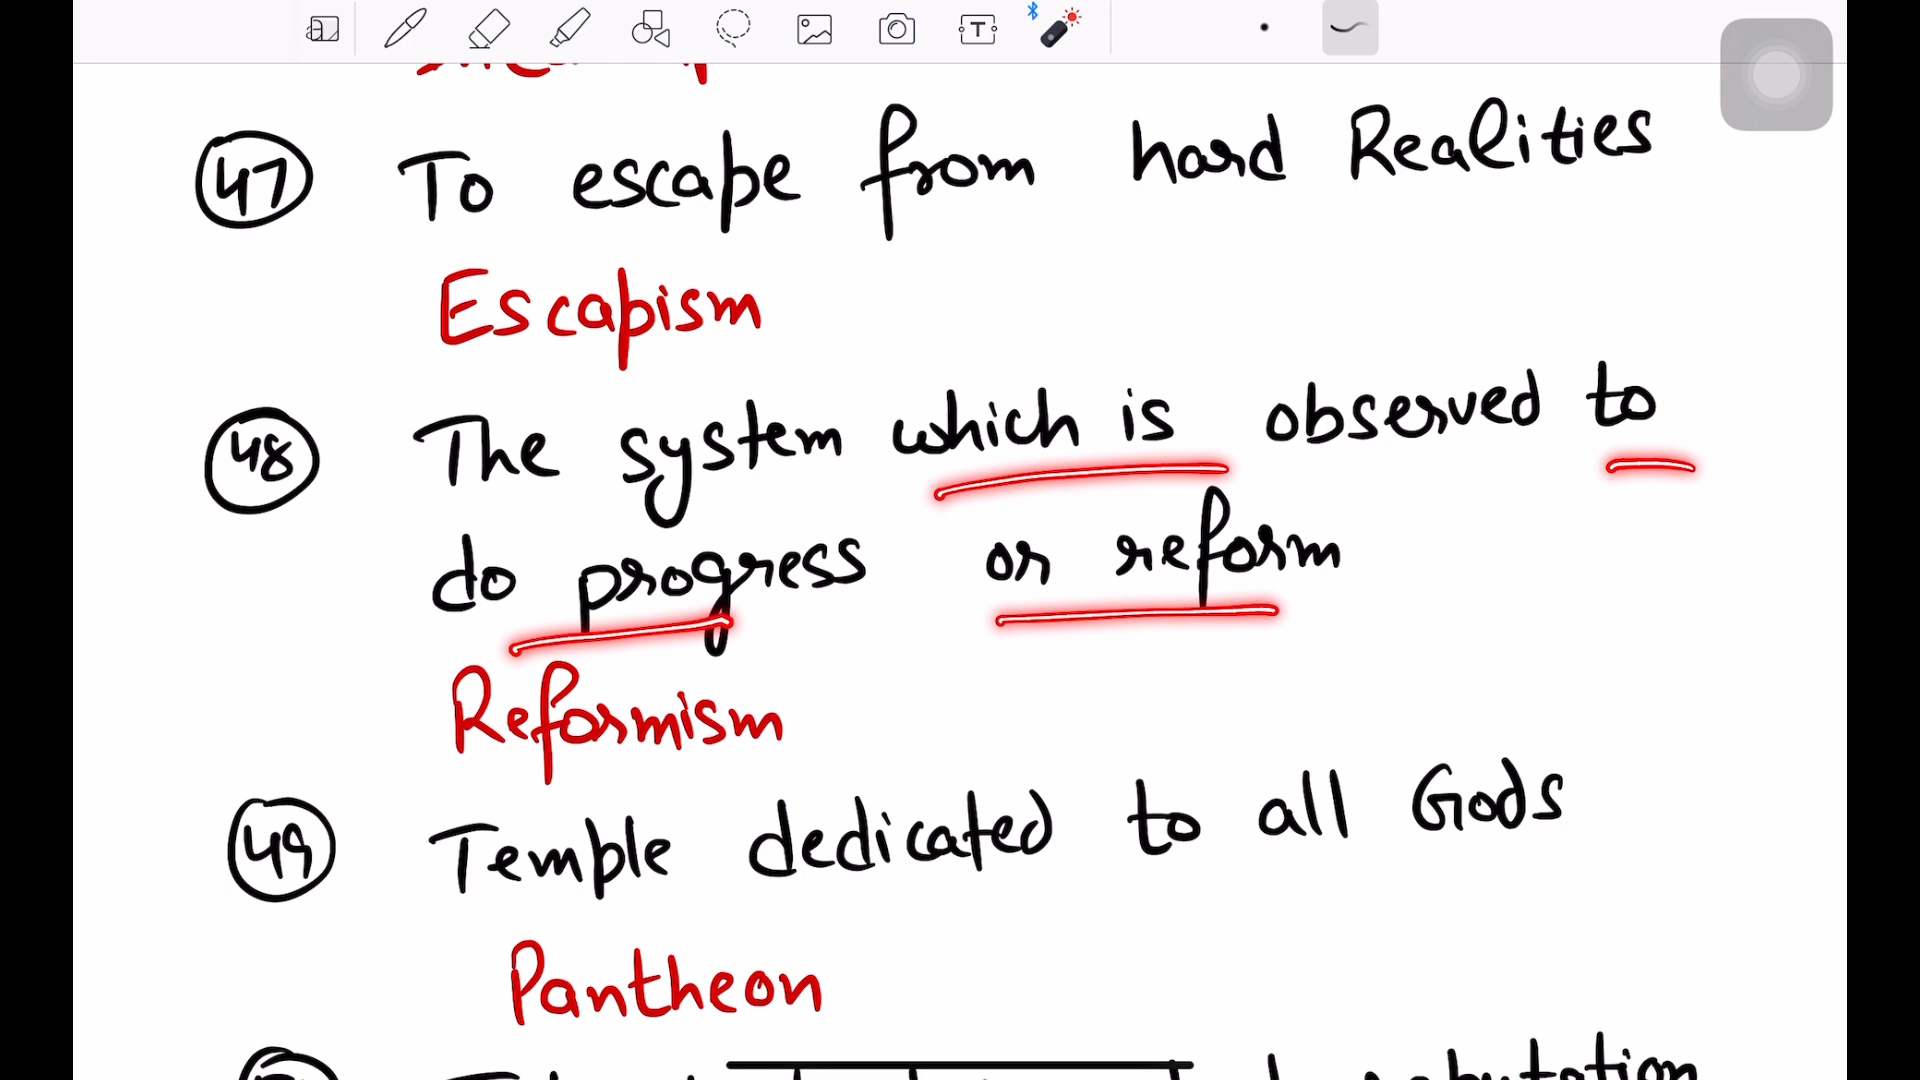 47 To escape from hard Realities
Escapism
48 The system which is observed to
do progress or reform
Reformism
49 Temple dedicated to all Gods
Pantheon